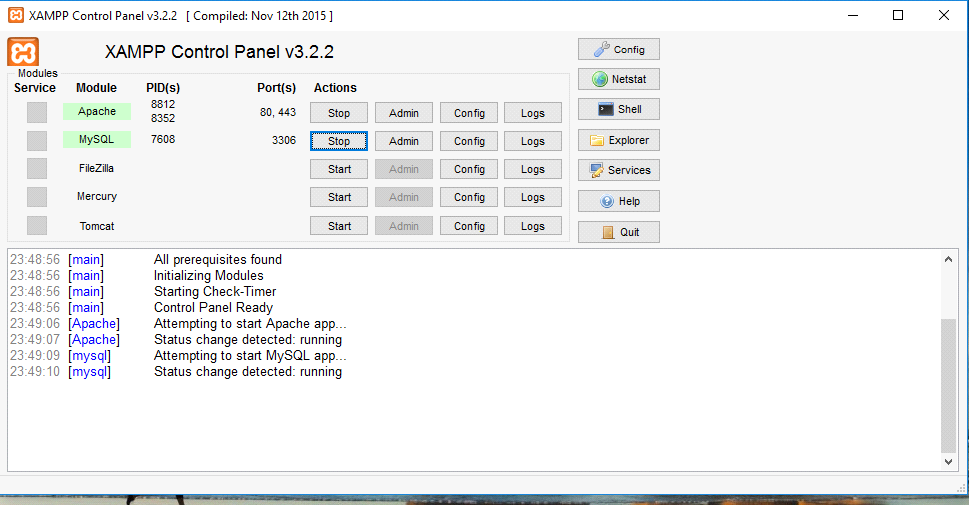 XAMPP Control Panel v3.2.2 [ Compiled: Nov 12th 2015 ]
XAMPP Control Panel v3.2.2
Config
Modules
Service Module PID(s) Port(s) Actions
Netstat
Apache 8812 8352 80, 443 Stop Admin Config Logs
Shell
MySQL 7608 3306 Stop Admin Config Logs
Explorer
FileZilla Start Admin Config Logs
Services
Mercury Start Admin Config Logs
Help
Tomcat Start Admin Config Logs
Quit
23:48:56 [main] All prerequisites found
23:48:56 [main] Initializing Modules
23:48:56 [main] Starting Check-Timer
23:48:56 [main] Control Panel Ready
23:49:06 [Apache] Attempting to start Apache app...
23:49:07 [Apache] Status change detected: running
23:49:09 [mysql] Attempting to start MySQL app...
23:49:10 [mysql] Status change detected: running